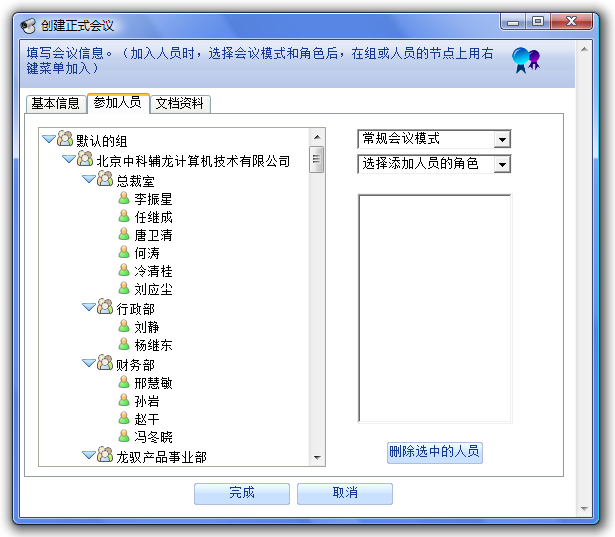 创建正式会议
填写会议信息。（加入人员时，选择会议模式和角色后，在组或人员的节点上用右
键菜单加入）
基本信息 参加人员 文档资料
默认的组
北京中科辅龙计算机技术有限公司
总裁室
李振星
任继成
唐卫清
何涛
冷清桂
刘应尘
行政部
刘静
杨继东
财务部
邢慧敏
孙岩
赵干
冯冬晓
龙驭产品事业部
常规会议模式
选择添加人员的角色
删除选中的人员
完成 取消